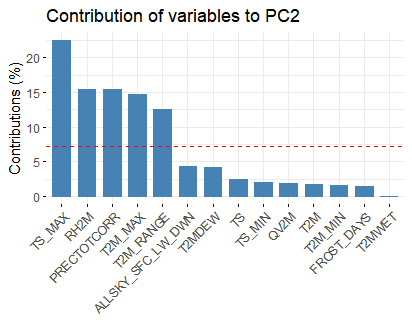 Contribution of variables to PC2
Contributions (%)
20
15
10
5
0
TS_MAX
RH2M
PRECTOTCORR
T2M_MAX
T2M_RANGE
ALLSKY_SFC_LW_DWN
T2MDEW
TS
TS_MIN
QV2M
T2M
T2M_MIN
FROST_DAYS
T2MWET